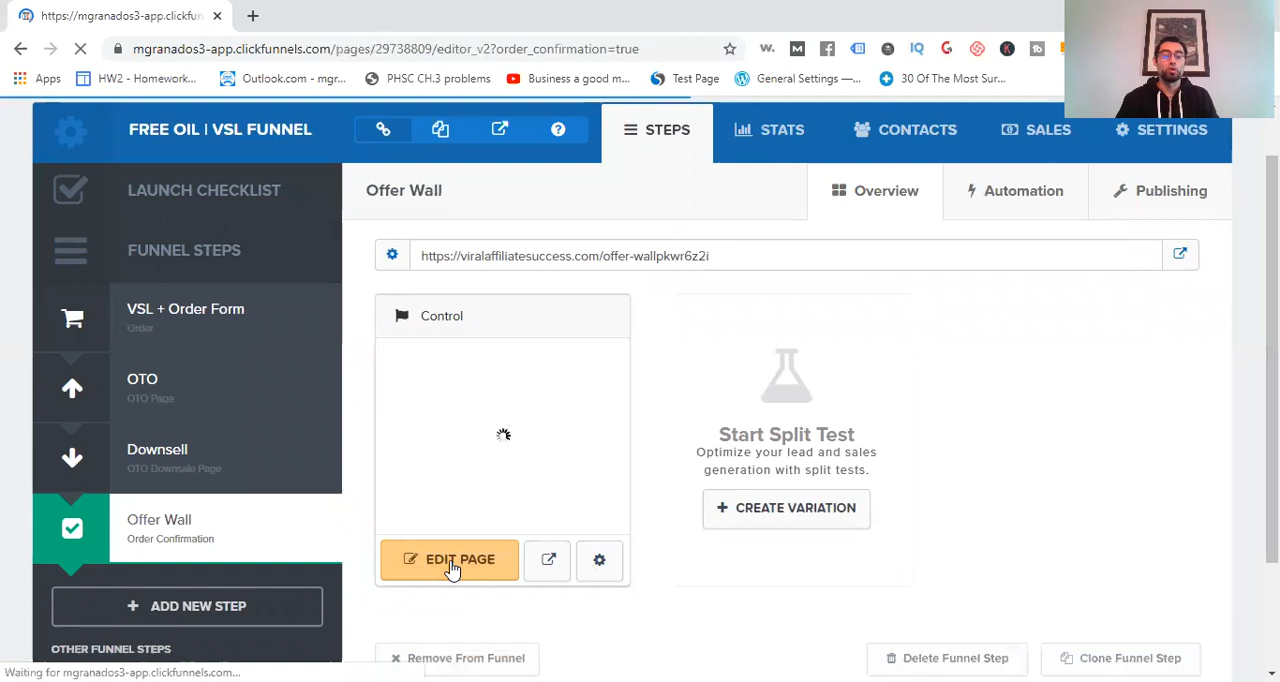 https://mgranados3-app.clickfunn
mgranados3-app.clickfunnels.com/pages/29738809/editor_v2?order_confirmation=true
Apps
HW2 - Homework...
Outlook.com - mgr...
PHSC CH.3 problems
Business a good m...
Test Page
General Settings —...
30 Of The Most Sur...
FREE OIL | VSL FUNNEL
STEPS
STATS
CONTACTS
SALES
SETTINGS
LAUNCH CHECKLIST
Offer Wall
Overview
Automation
Publishing
FUNNEL STEPS
https://viralaffiliatesuccess.com/offer-wallpkwr6z2i
VSL + Order Form
Order
Control
OTO
OTO Page
Downsell
OTO Downsale Page
Start Split Test
Optimize your lead and sales
generation with split tests.
+ CREATE VARIATION
Offer Wall
Order Confirmation
EDIT PAGE
+ ADD NEW STEP
OTHER FUNNEL STEPS
× Remove From Funnel
Delete Funnel Step
Clone Funnel Step
Waiting for mgranados3-app.clickfunnels.com...